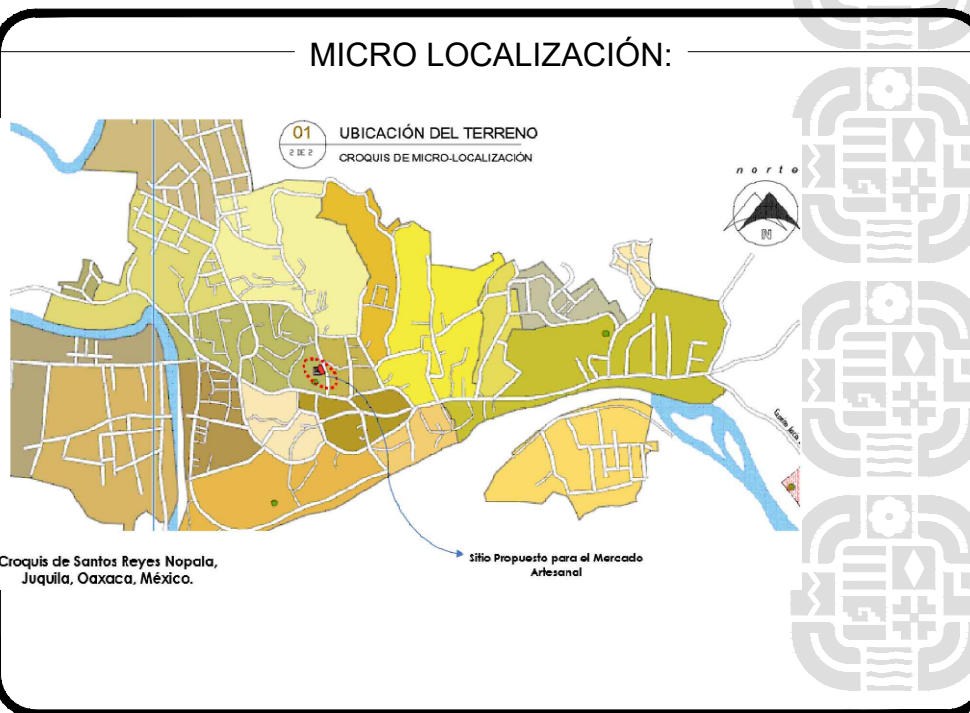 MICRO LOCALIZACIÓN:
01
2 DE 2
UBICACIÓN DEL TERRENO
CROQUIS DE MICRO-LOCALIZACIÓN
norte
N
Croquis de Santos Reyes Nopala,
Juquila, Oaxaca, México.
Sitio Propuesto para el Mercado
Artesanal